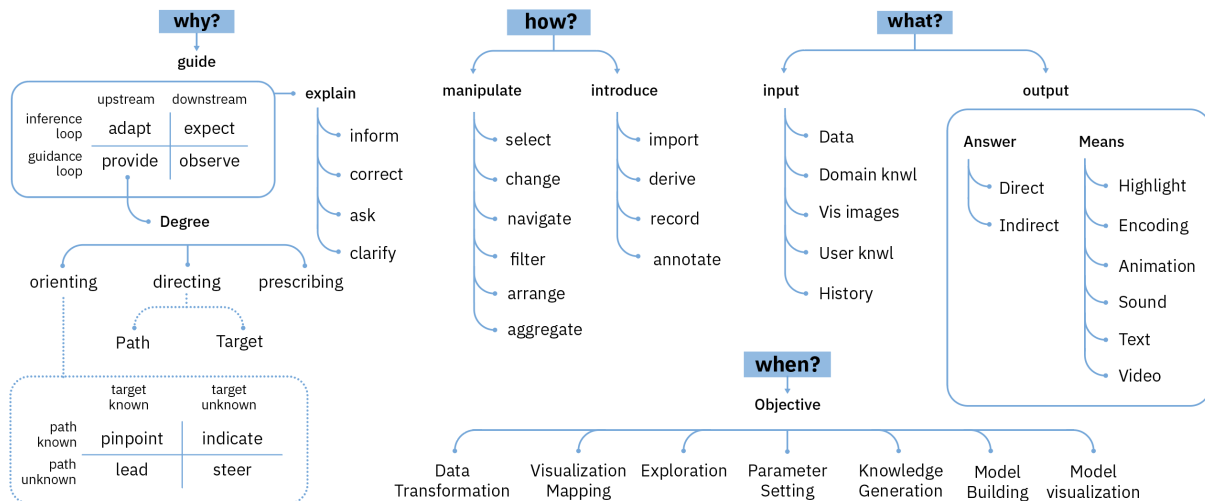 why?
guide
upstream downstream
inference
loop
adapt expect
guidance
loop
provide observe
explain
inform
correct
ask
clarify
Degree
orienting directing prescribing
Path Target
target
known
target
unknown
path
known
pinpoint indicate
path
unknown
lead steer
how?
manipulate
select
change
navigate
filter
arrange
aggregate
introduce
import
derive
record
annotate
what?
input
Data
Domain knwl
Vis images
User knwl
History
output
Answer
Direct
Indirect
Means
Highlight
Encoding
Animation
Sound
Text
Video
when?
Objective
Data
Transformation
Visualization
Mapping
Exploration
Parameter
Setting
Knowledge
Generation
Model
Building
Model
visualization